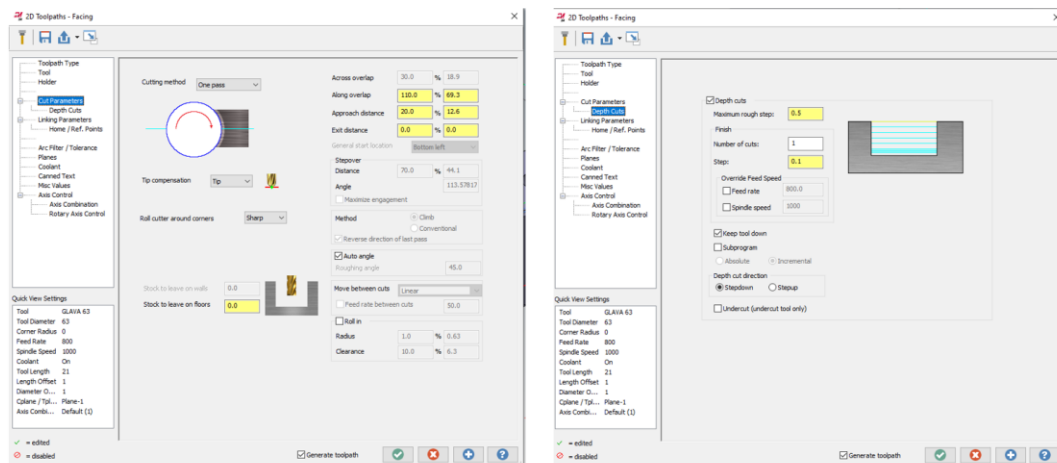 2D Toolpaths - Facing
Toolpath Type
Tool
Holder
Cut Parameters
Depth Cuts
Linking Parameters
Home / Ref. Points
Arc Filter / Tolerance
Planes
Coolant
Canned Text
Misc Values
Axis Control
Axis Combination
Rotary Axis Control
Quick View Settings
Tool GLAVA 63
Tool Diameter 63
Corner Radius 0
Feed Rate 800
Spindle Speed 1000
Coolant On
Tool Length 21
Length Offset 1
Diameter O... 1
Cplane / Tpl... Plane-1
Axis Combi... Default (1)
= edited
= disabled
Cutting method One pass
Tip compensation Tip
Roll cutter around corners Sharp
Stock to leave on walls 0.0
Stock to leave on floors 0.0
Across overlap 30.0 % 18.9
Along overlap 110.0 % 69.3
Approach distance 20.0 % 12.6
Exit distance 0.0 % 0.0
General start location Bottom left
Stepover
Distance 70.0 % 44.1
Angle 113.57817
Maximize engagement
Method Climb
Conventional
Reverse direction of last pass
Auto angle
Roughing angle 45.0
Move between cuts Linear
Feed rate between cuts 50.0
Roll in
Radius 1.0 % 0.63
Clearance 10.0 % 6.3
Generate toolpath
2D Toolpaths - Facing
Toolpath Type
Tool
Holder
Cut Parameters
Depth Cuts
Linking Parameters
Home / Ref. Points
Arc Filter / Tolerance
Planes
Coolant
Canned Text
Misc Values
Axis Control
Axis Combination
Rotary Axis Control
Quick View Settings
Tool GLAVA 63
Tool Diameter 63
Corner Radius 0
Feed Rate 800
Spindle Speed 1000
Coolant On
Tool Length 21
Length Offset 1
Diameter O... 1
Cplane / Tpl... Plane-1
Axis Combi... Default (1)
= edited
= disabled
Depth cuts
Maximum rough step: 0.5
Finish
Number of cuts: 1
Step: 0.1
Override Feed Speed
Feed rate 800.0
Spindle speed 1000
Keep tool down
Subprogram
Absolute Incremental
Depth cut direction
Stepdown Stepup
Undercut (undercut tool only)
Generate toolpath